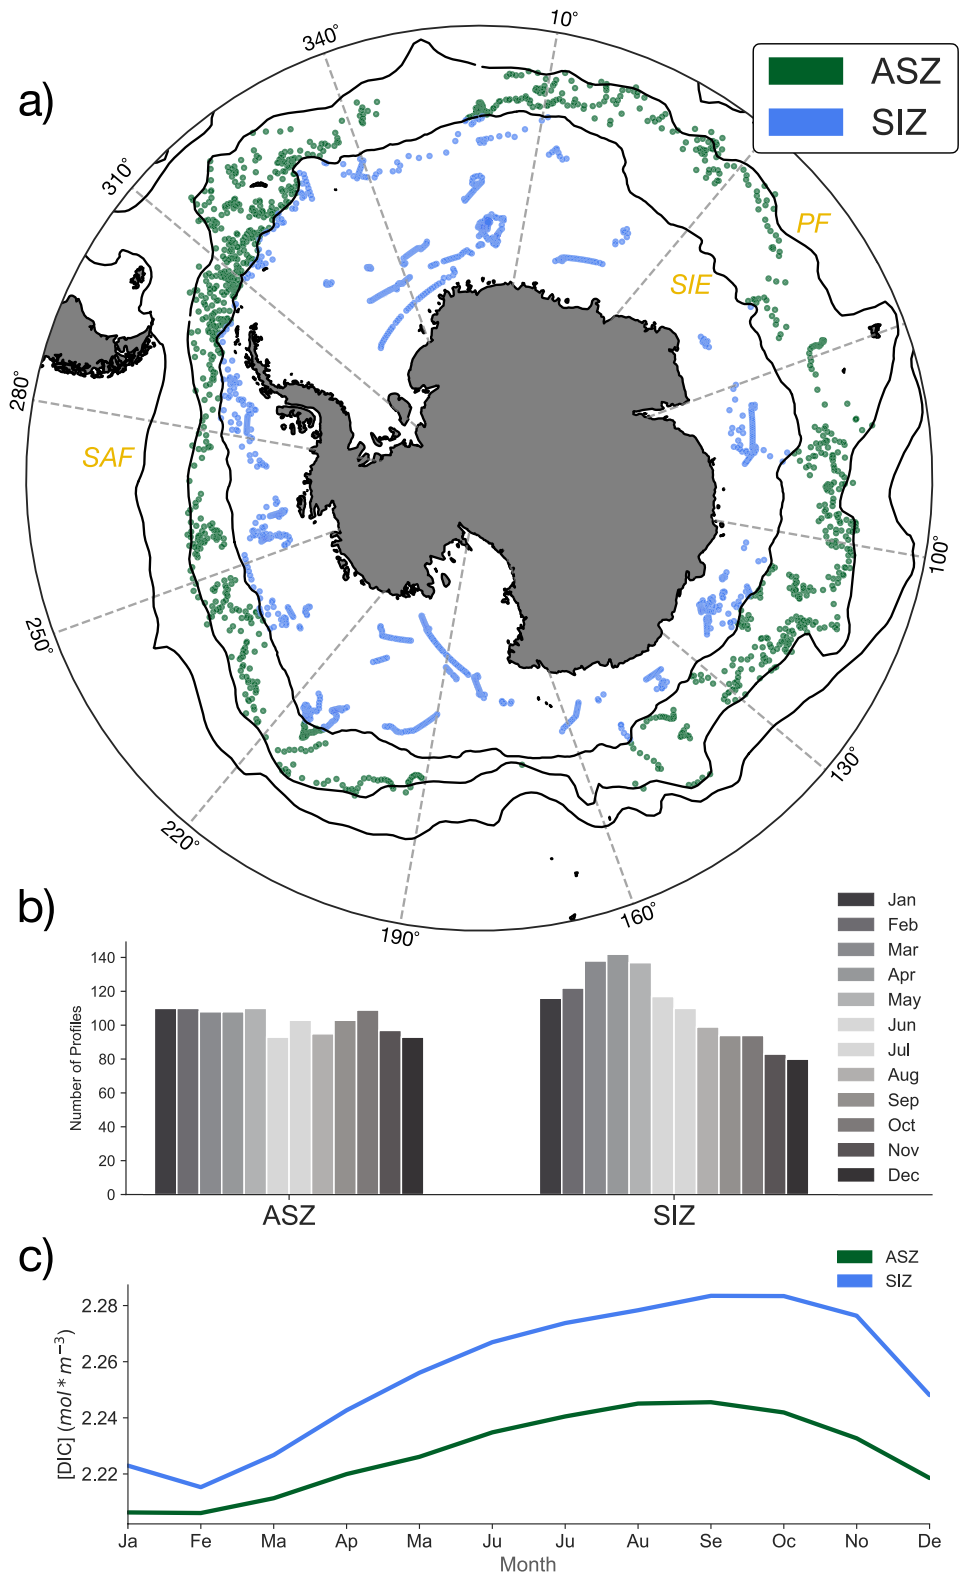 a)
340°
10°
ASZ
SIZ
310°
PF
SIE
280°
SAF
100°
250°
130°
220°
190°
160°
b)
Number of Profiles
140
120
100
80
60
40
20
0
ASZ
SIZ
Jan
Feb
Mar
Apr
May
Jun
Jul
Aug
Sep
Oct
Nov
Dec
c)
ASZ
SIZ
[DIC] (mol * m⁻³)
2.28
2.26
2.24
2.22
Ja Fe Ma Ap Ma Ju Ju Au Se Oc No De
Month